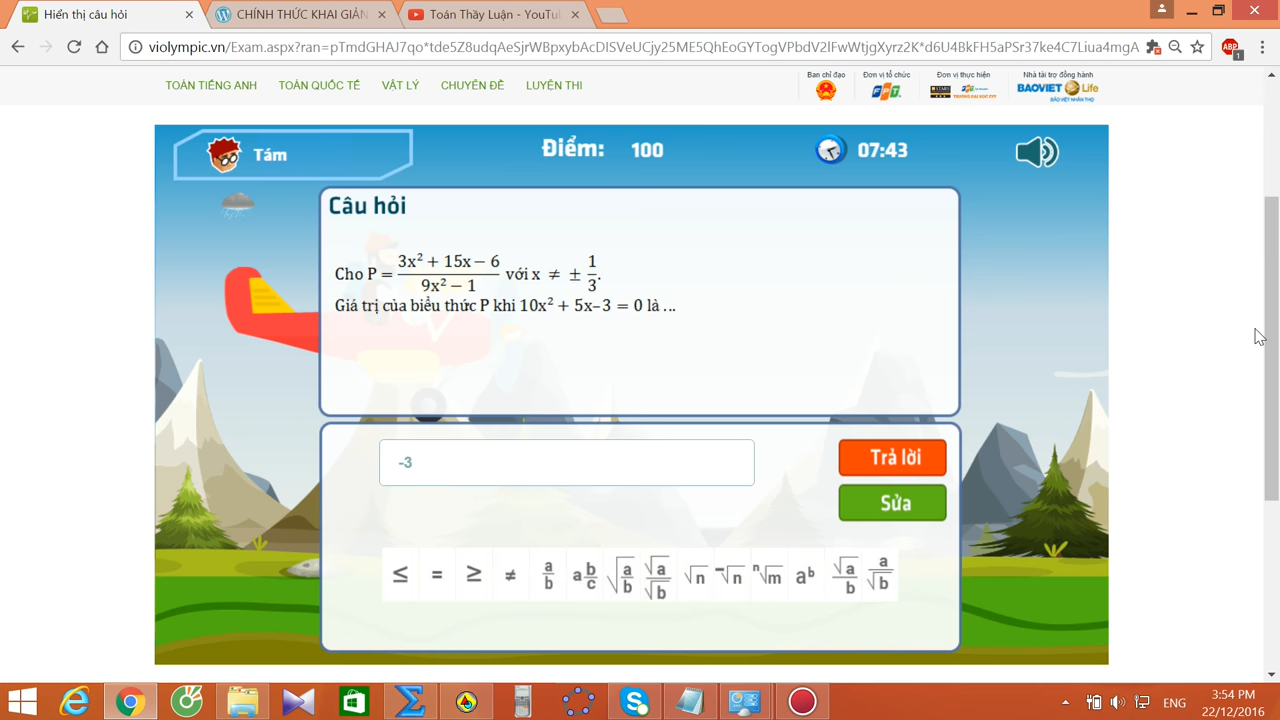 Hiển thị câu hỏi
CHÍNH THỨC KHAI GIẢN
Toán Thầy Luận - YouTu
violympic.vn/Exam.aspx?ran=pTmdGHAJ7qo*tde5Z8udqAeSjrWBpxybAcDISVeUCjy25ME5QhEoGYTogVPbdV2lFwWtjgXyrz2K*d6U4BkFH5aPSr37ke4C7Liua4mgA
ABP
1
TOÁN TIẾNG ANH TOÁN QUỐC TẾ VẬT LÝ CHUYÊN ĐỀ LUYỆN THI
Ban chỉ đạo Đơn vị tổ chức Đơn vị thực hiện Nhà tài trợ đồng hành
FPT BAOVIET Life
Tám
Điểm: 100
07:43
Câu hỏi
Cho P = (3x² + 15x − 6)/(9x² − 1) với x ≠ ± 1/3.
Giá trị của biểu thức P khi 10x² + 5x–3 = 0 là ...
-3
Trả lời
Sửa
≤ = ≥ ≠ a/b a b/c √(a/b) √a/√b √n −√n ⁿ√m aᵇ √a/b a/√b
ENG
3:54 PM
22/12/2016